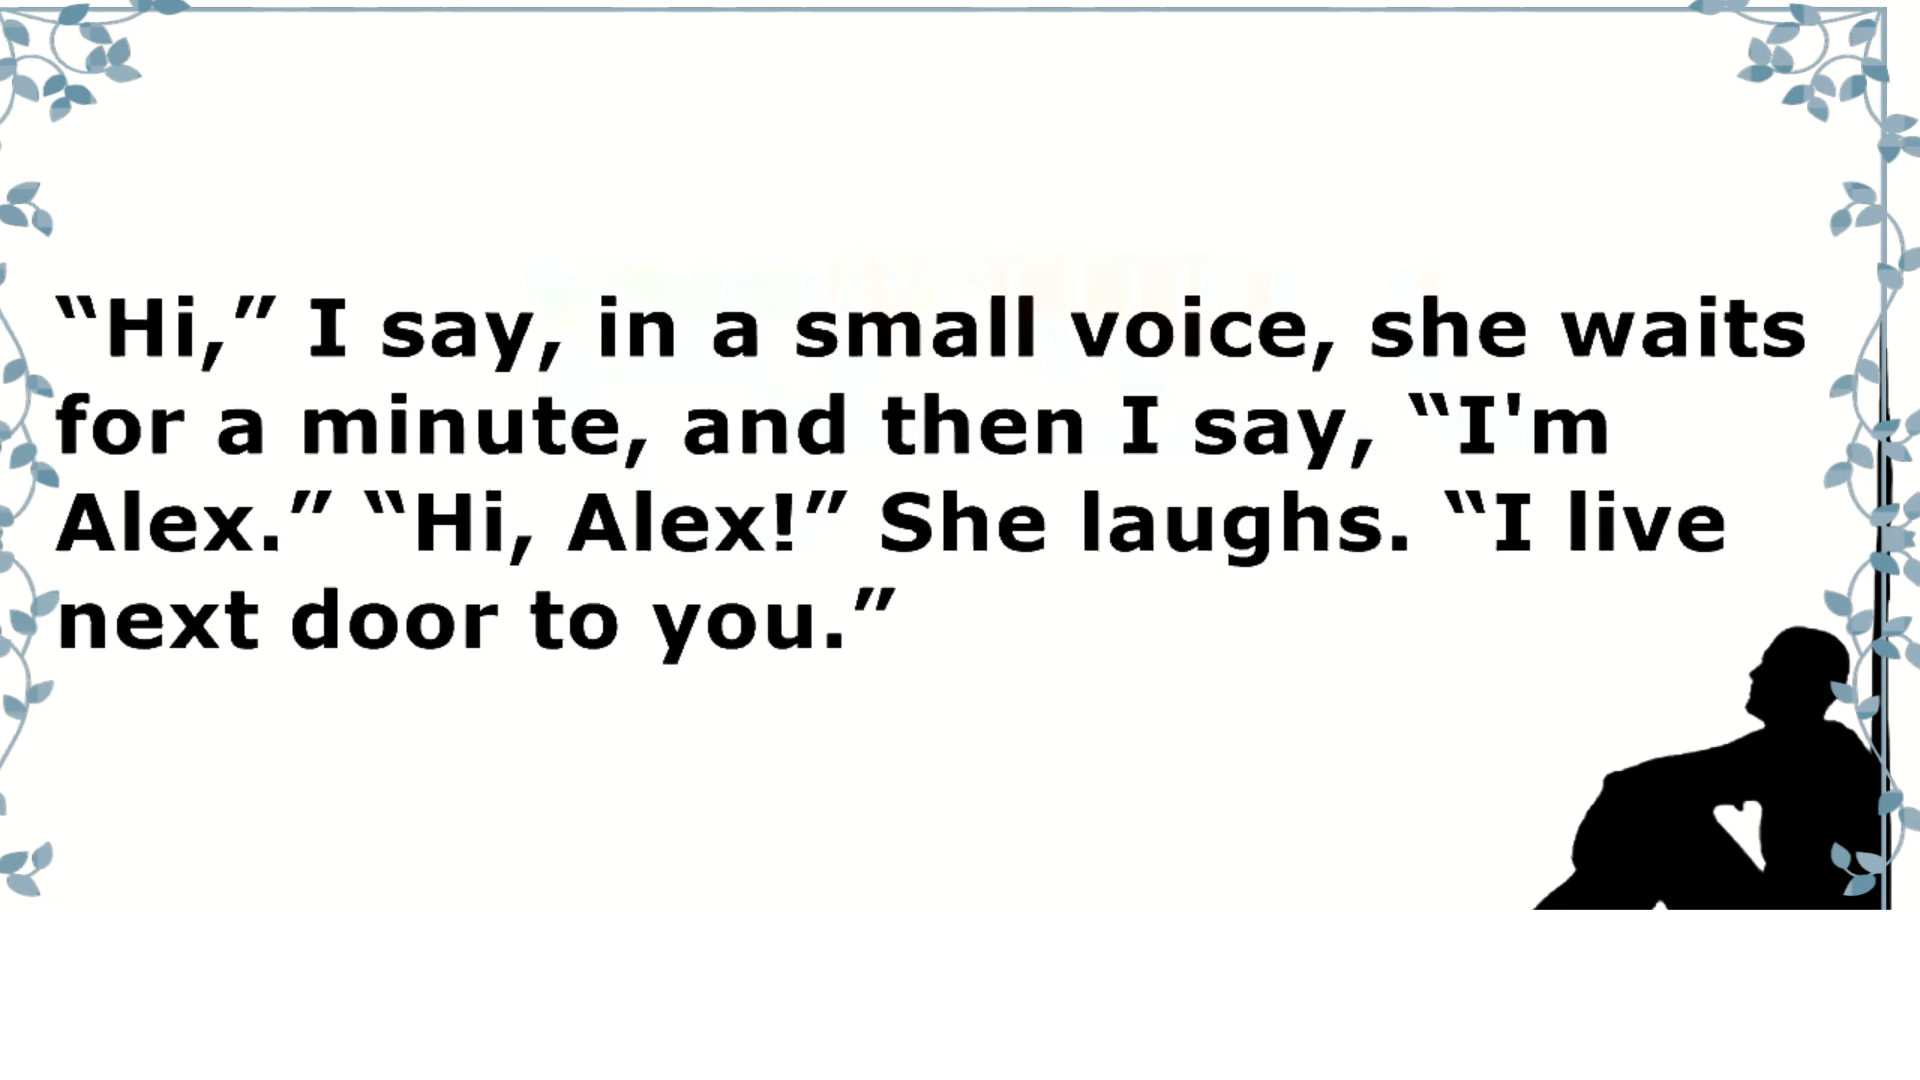 “Hi,” I say, in a small voice, she waits
for a minute, and then I say, “I'm
Alex.” “Hi, Alex!” She laughs. “I live
next door to you.”